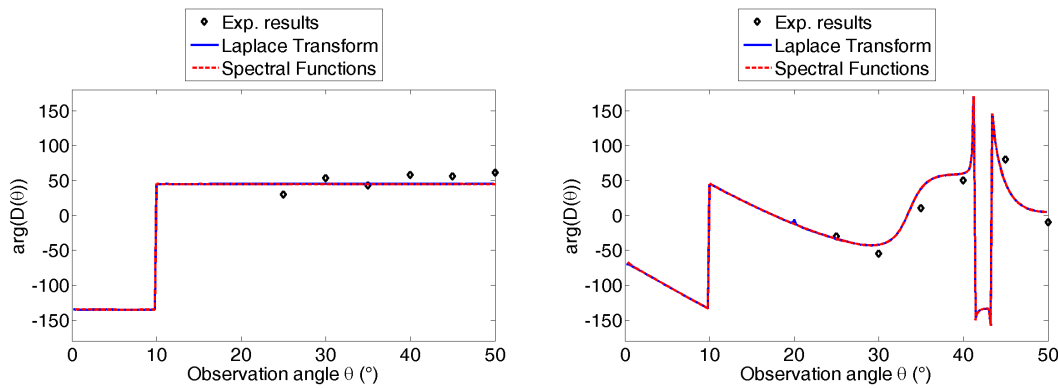 Exp. results
Laplace Transform
Spectral Functions
arg(D(θ))
150
100
50
0
-50
-100
-150
0 10 20 30 40 50
Observation angle θ (°)
Exp. results
Laplace Transform
Spectral Functions
arg(D(θ))
150
100
50
0
-50
-100
-150
0 10 20 30 40 50
Observation angle θ (°)